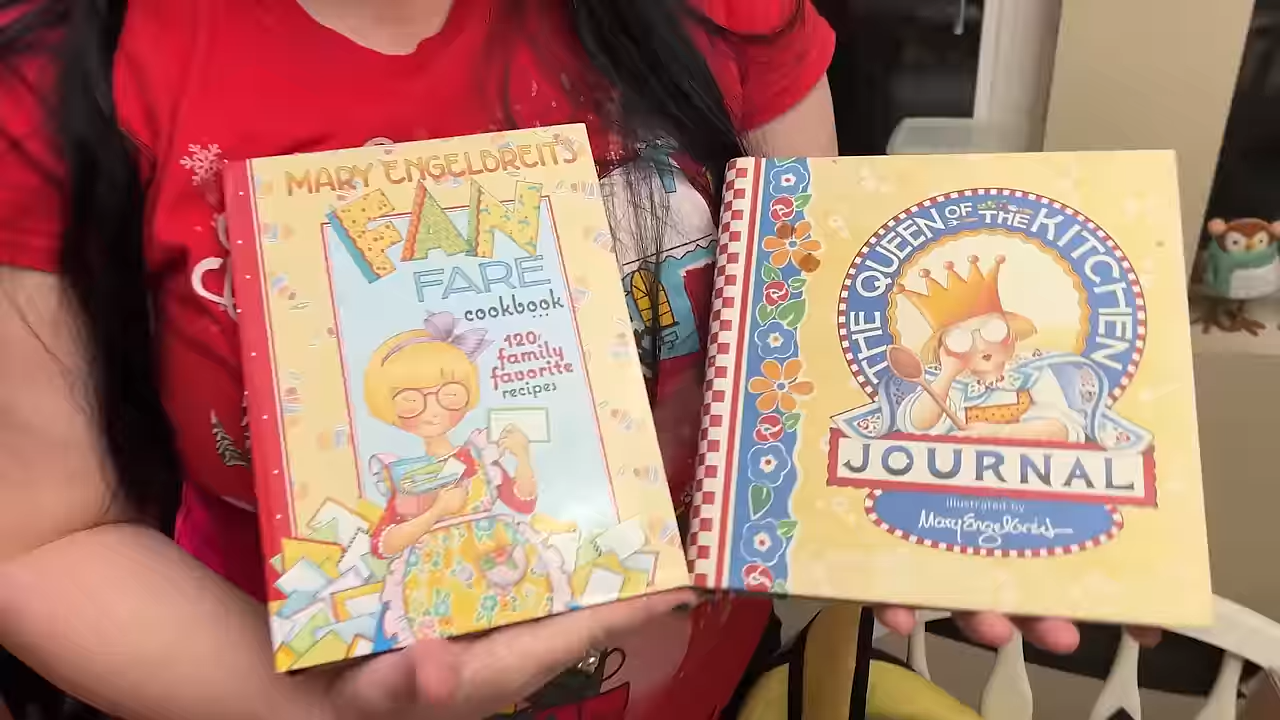 MARY ENGELBREIT'S
FAN
FARE
cookbook
120
family
favorite
recipes
THE QUEEN OF THE KITCHEN
JOURNAL
illustrated by
Mary Engelbreit